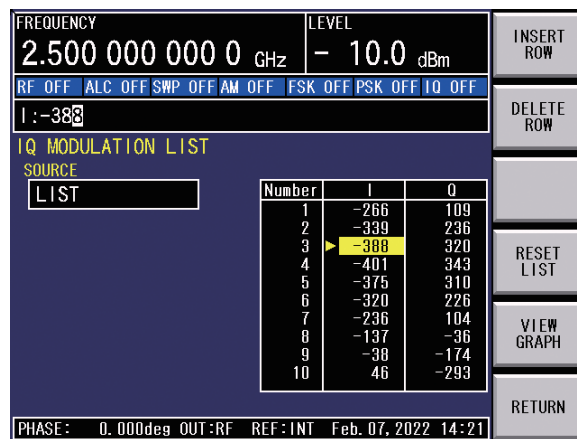 FREQUENCY
2.500 000 000 0 GHz
LEVEL
- 10.0 dBm
RF OFF ALC OFF SWP OFF AM OFF FSK OFF PSK OFF IQ OFF
I:-388
IQ MODULATION LIST
SOURCE
LIST
Number I Q
1 -266 109
2 -339 236
3 -388 320
4 -401 343
5 -375 310
6 -320 226
7 -236 104
8 -137 -36
9 -38 -174
10 46 -293
PHASE: 0.000deg OUT:RF REF:INT Feb.07,2022 14:21
INSERT
ROW
DELETE
ROW
RESET
LIST
VIEW
GRAPH
RETURN